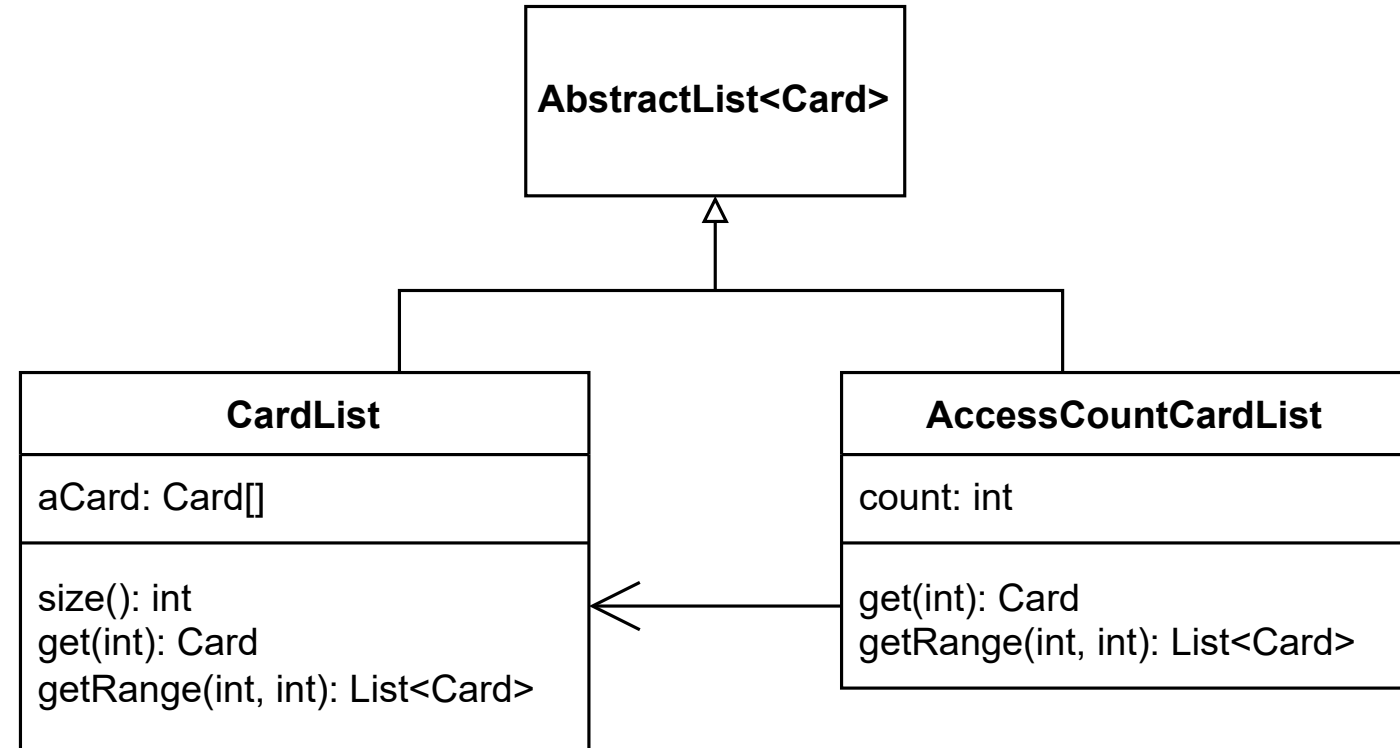 AbstractList<Card>
CardList
aCard: Card[]
size(): int
get(int): Card
getRange(int, int): List<Card>
AccessCountCardList
count: int
get(int): Card
getRange(int, int): List<Card>